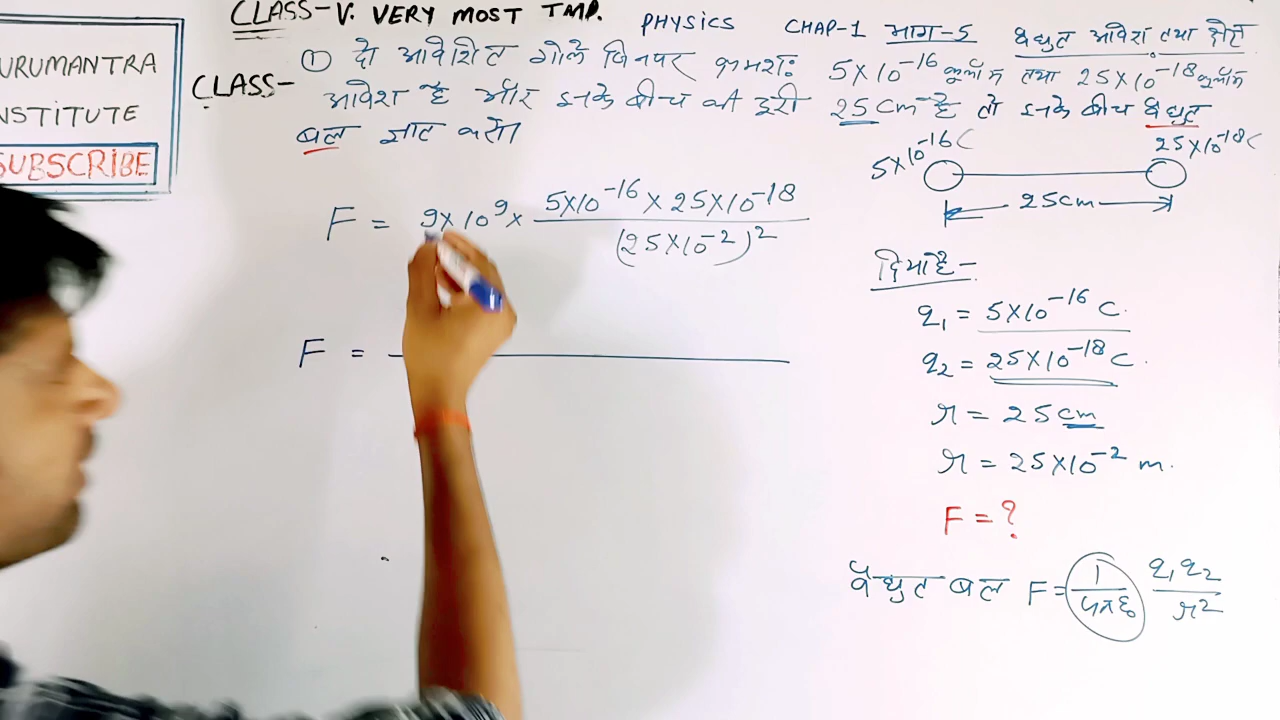 CLASS- V. VERY MOST IMP.
PHYSICS CHAP-1 भाग-5 वैधुत आवेश तथा क्षेत्र
URUMANTRA
NSTITUTE
SUBSCRIBE
CLASS-
① दो आवेशित गोले जिनपर क्रमशः 5×10⁻¹⁶ कूलॉम तथा 25×10⁻¹⁸ कूलॉम
आवेश है और इनके बीच की दूरी 25cm है तो इनके बीच वैधुत
बल ज्ञात करो।
5×10⁻¹⁶C 25×10⁻¹⁸C
25cm
F = 9×10⁹ × (5×10⁻¹⁶ × 25×10⁻¹⁸) / (25×10⁻²)²
F =
दिया है-
q₁ = 5×10⁻¹⁶ C.
q₂ = 25×10⁻¹⁸ C.
r = 25cm
r = 25×10⁻² m.
F = ?
वैधुत बल F = 1/4πε q₁q₂/r²